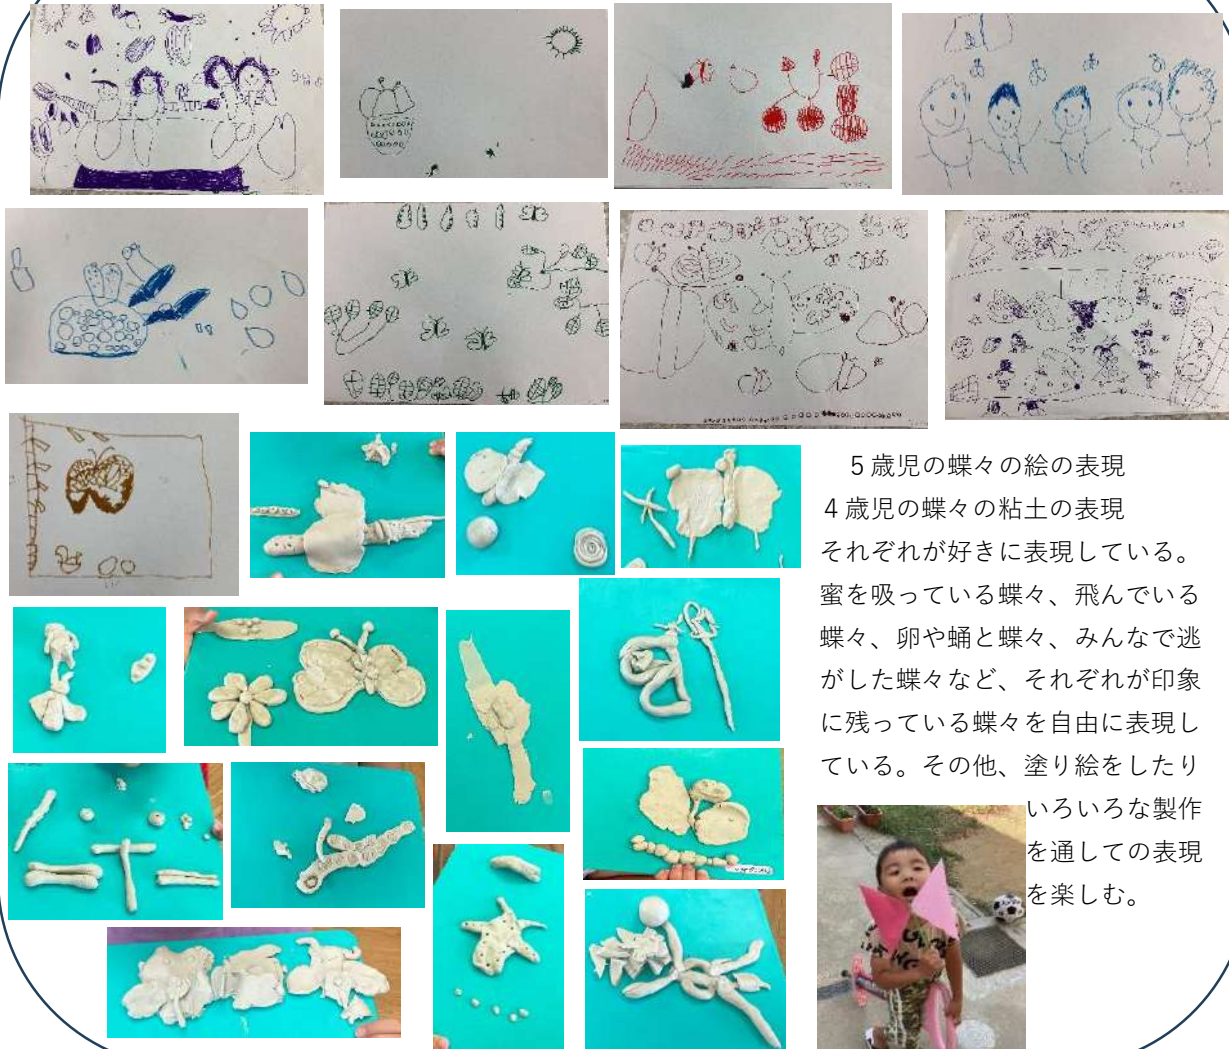 5歳児の蝶々の絵の表現
4歳児の蝶々の粘土の表現
それぞれが好きに表現している。
蜜を吸っている蝶々、飛んでいる
蝶々、卵や蛹と蝶々、みんなで逃
がした蝶々など、それぞれが印象
に残っている蝶々を自由に表現し
ている。その他、塗り絵をしたり
いろいろな製作
を通しての表現
を楽しむ。